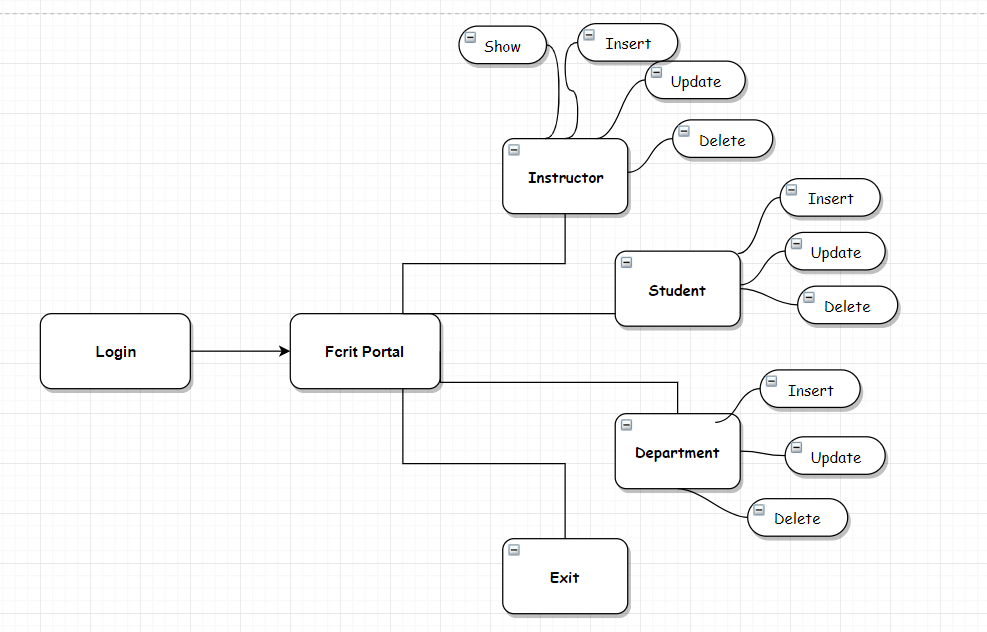 Show
Insert
Update
Delete
Instructor
Insert
Update
Delete
Student
Login
Fcrit Portal
Insert
Update
Delete
Department
Exit